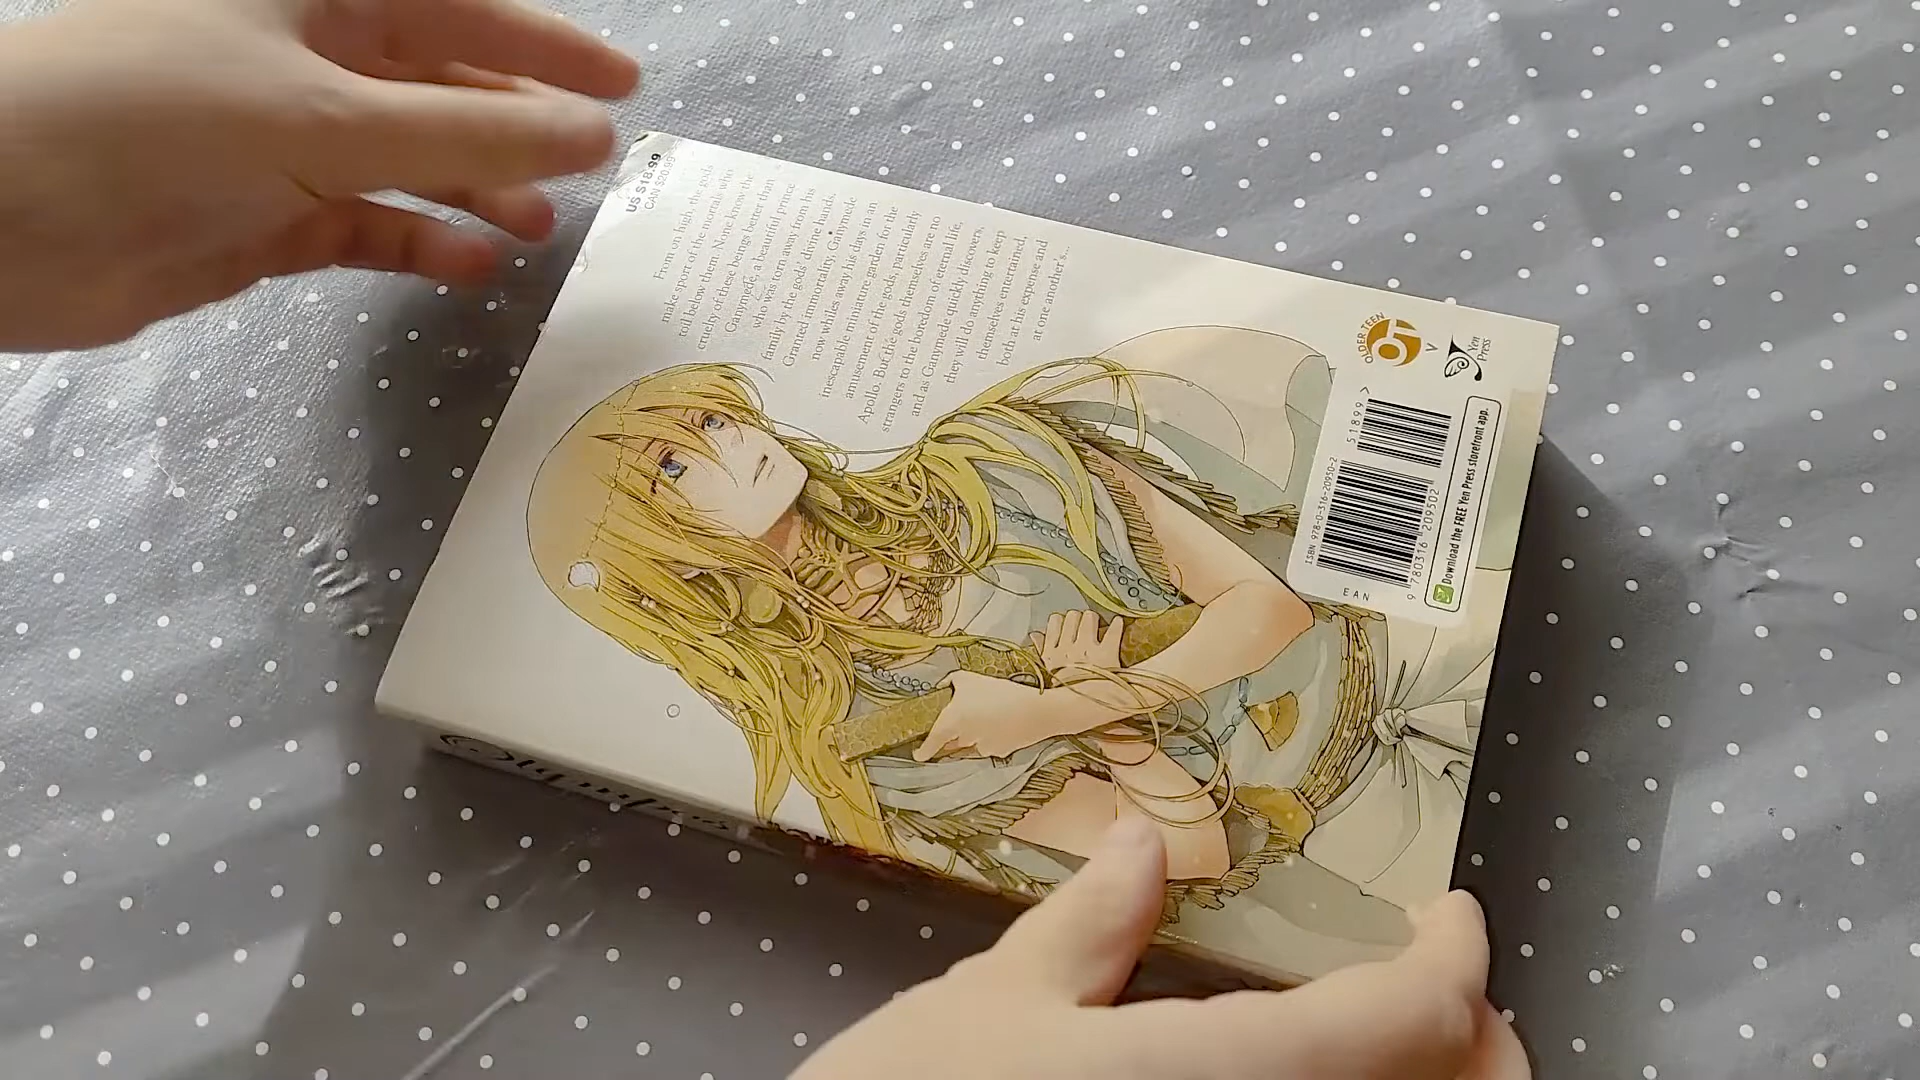 US $18.99
CAN $20.99
From on high, the gods
make sport of the mortals who
toil below them. None know the
cruelty of these beings better than
Ganymede, a beautiful prince
who was torn away from his
family by the gods' divine hands.
Granted immortality, Ganymede
now whiles away his days in an
inescapable miniature garden for the
amusement of the gods, particularly
Apollo. But the gods themselves are no
strangers to the boredom of eternal life,
and as Ganymede quickly discovers,
they will do anything to keep
themselves entertained,
both at his expense and
at one another's...
OLDER TEEN
OT
V
Yen
Press
51899 >
ISBN 978-0-316-20950-2
9 780316 209502
EAN
Download the FREE Yen Press storefront app.
Olympos